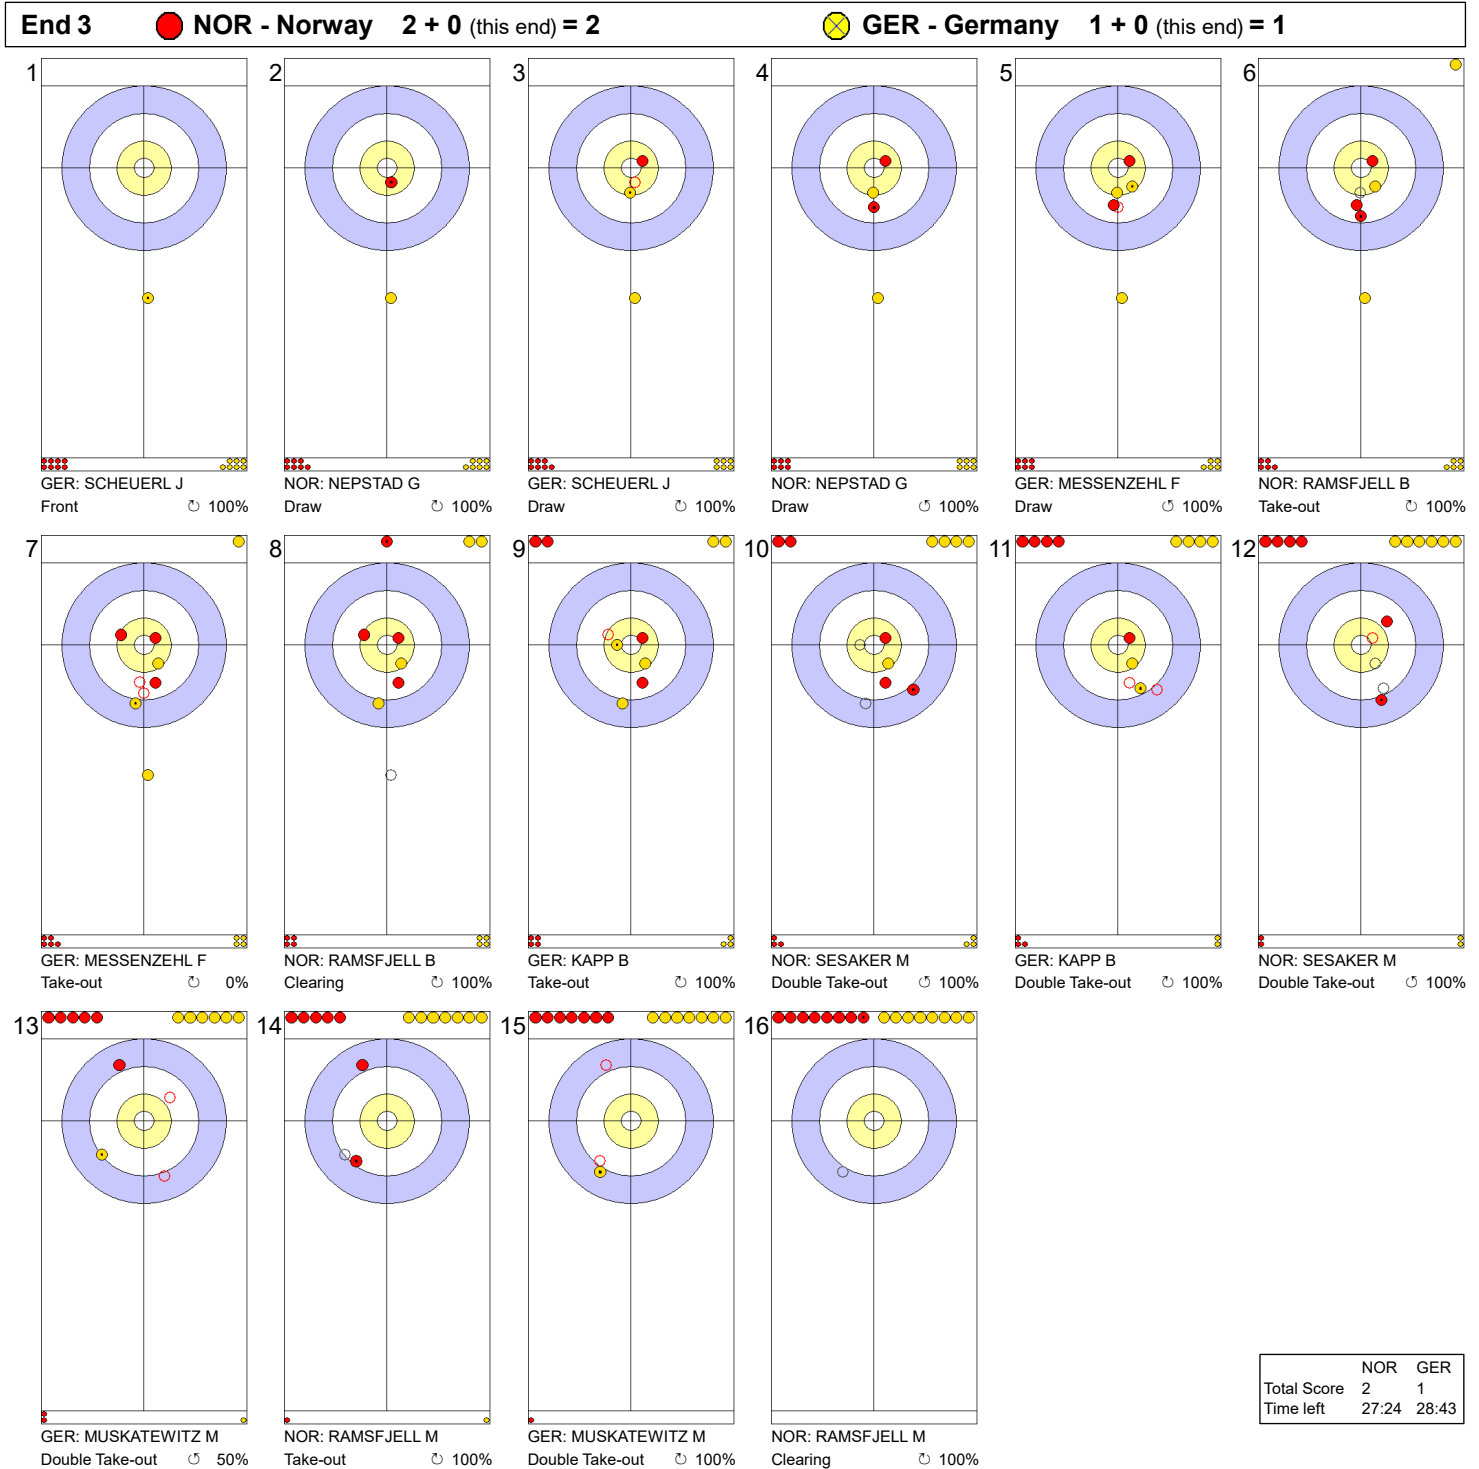 End 3 NOR - Norway 2 + 0 (this end) = 2 GER - Germany 1 + 0 (this end) = 1
1 2 3 4 5 6
GER: SCHEUERL J NOR: NEPSTAD G GER: SCHEUERL J NOR: NEPSTAD G GER: MESSENZEHL F NOR: RAMSFJELL B
Front ↻ 100% Draw ↻ 100% Draw ↻ 100% Draw ↻ 100% Draw ↻ 100% Take-out ↻ 100%
7 8 9 10 11 12
GER: MESSENZEHL F NOR: RAMSFJELL B GER: KAPP B NOR: SESAKER M GER: KAPP B NOR: SESAKER M
Take-out ↻ 0% Clearing ↻ 100% Take-out ↻ 100% Double Take-out ↺ 100% Double Take-out ↻ 100% Double Take-out ↻ 100%
13 14 15 16
GER: MUSKATEWITZ M NOR: RAMSFJELL M GER: MUSKATEWITZ M NOR: RAMSFJELL M
Double Take-out ↺ 50% Take-out ↻ 100% Double Take-out ↻ 100% Clearing ↻ 100%
NOR GER
Total Score 2 1
Time left 27:24 28:43